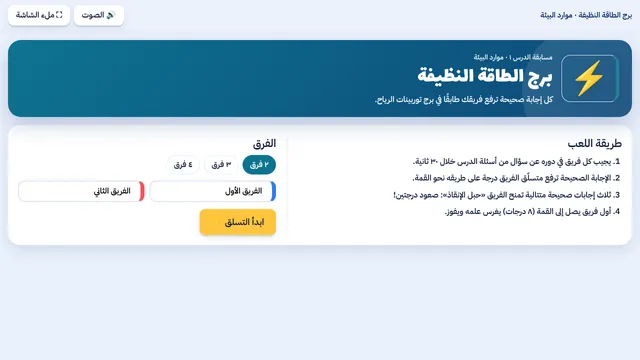 برج الطاقة النظيفة · موارد البيئة
🔊 الصوت
⛶ ملء الشاشة
مسابقة الدرس ١ · موارد البيئة
برج الطاقة النظيفة
كل إجابة صحيحة ترفع فريقك طابقًا في برج توربينات الرياح.
طريقة اللعب
1. يجيب كل فريق في دوره عن سؤال من أسئلة الدرس خلال ٣٠ ثانية.
2. الإجابة الصحيحة ترفع متسلّق الفريق درجة على طريقه نحو القمة.
3. ثلاث إجابات صحيحة متتالية تمنح الفريق «حبل الإنقاذ»: صعود درجتين!
4. أول فريق يصل إلى القمة (٨ درجات) يغرس علمه ويفوز.
الفرق
٢ فرق
٣ فرق
٤ فرق
الفريق الأول
الفريق الثاني
ابدأ التسلق